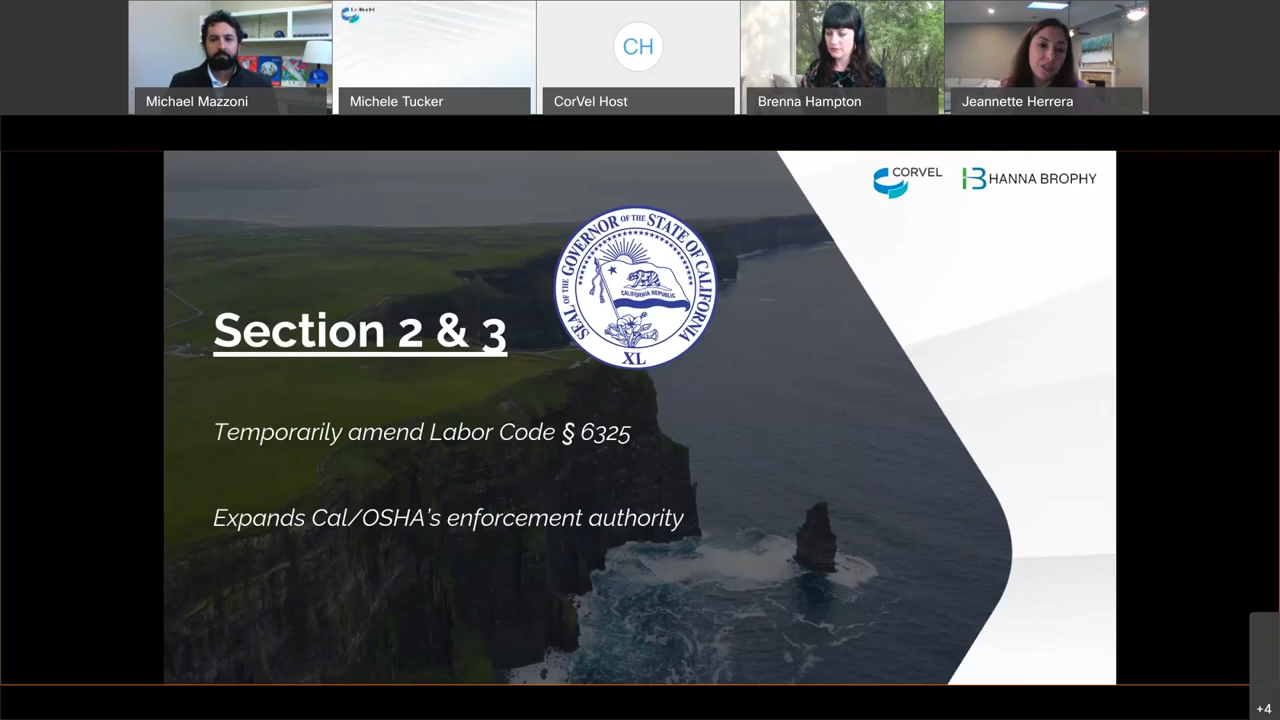 Michael Mazzoni
Michele Tucker
CH
CorVel Host
Brenna Hampton
Jeannette Herrera
CORVEL
HB HANNA BROPHY
SEAL OF THE GOVERNOR OF THE STATE OF CALIFORNIA
CALIFORNIA REPUBLIC
XL
Section 2 & 3
Temporarily amend Labor Code § 6325
Expands Cal/OSHA's enforcement authority
+4